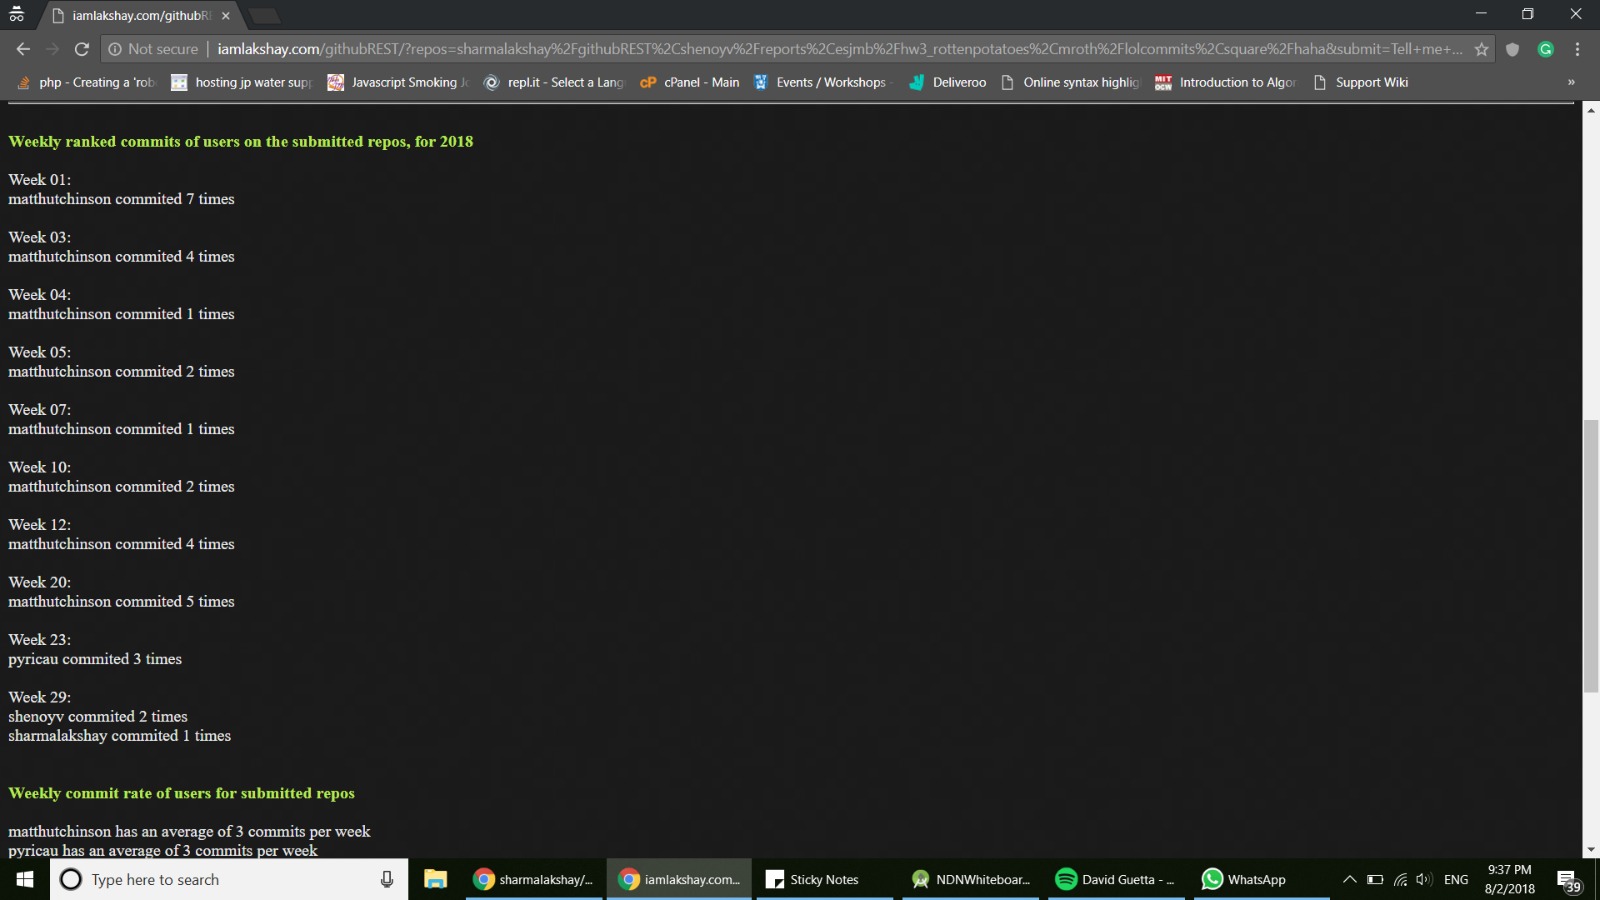 iamlakshay.com/githubR
Not secure | iamlakshay.com/githubREST/?repos=sharmalakshay%2FgithubREST%2Cshenoyv%2Freports%2Cesjmb%2Fhw3_rottenpotatoes%2Cmroth%2Flolcommits%2Csquare%2Fhaha&submit=Tell+me+...
php - Creating a 'rob hosting jp water sup Javascript Smoking repl.it - Select a Lang cPanel - Main Events / Workshops Deliveroo Online syntax highlig Introduction to Algor Support Wiki »
Weekly ranked commits of users on the submitted repos, for 2018
Week 01:
matthutchinson commited 7 times
Week 03:
matthutchinson commited 4 times
Week 04:
matthutchinson commited 1 times
Week 05:
matthutchinson commited 2 times
Week 07:
matthutchinson commited 1 times
Week 10:
matthutchinson commited 2 times
Week 12:
matthutchinson commited 4 times
Week 20:
matthutchinson commited 5 times
Week 23:
pyricau commited 3 times
Week 29:
shenoyv commited 2 times
sharmalakshay commited 1 times
Weekly commit rate of users for submitted repos
matthutchinson has an average of 3 commits per week
pyricau has an average of 3 commits per week
Type here to search sharmalakshay/... iamlakshay.com... Sticky Notes NDNWhiteboar... David Guetta - ... WhatsApp ENG 9:37 PM
8/2/2018 39